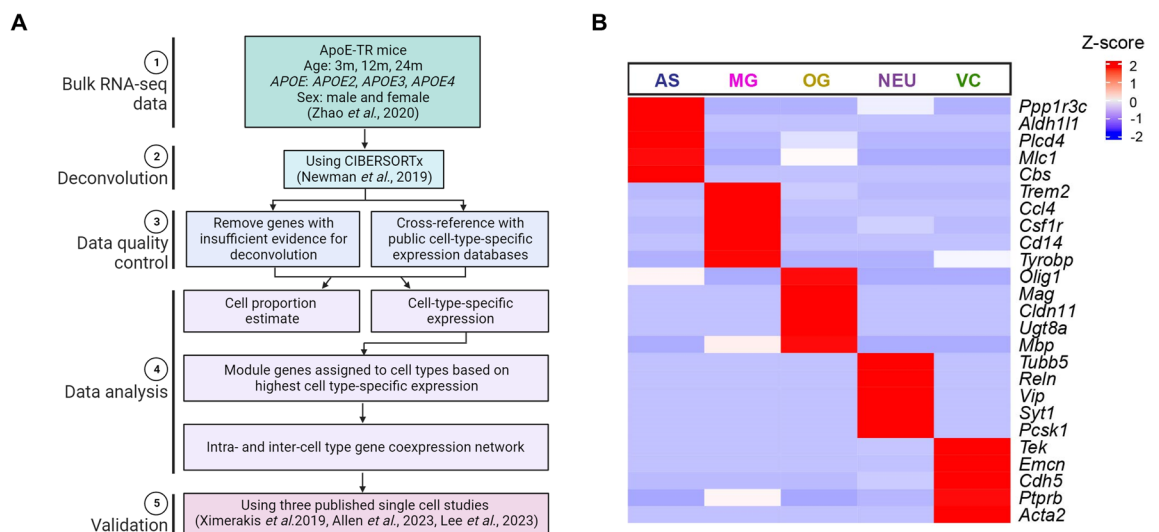 A
1
Bulk RNA-seq
data
ApoE-TR mice
Age: 3m, 12m, 24m
APOE: APOE2, APOE3, APOE4
Sex: male and female
(Zhao et al., 2020)
2
Deconvolution
Using CIBERSORTx
(Newman et al., 2019)
3
Data quality
control
Remove genes with
insufficient evidence for
deconvolution
Cross-reference with
public cell-type-specific
expression databases
4
Data analysis
Cell proportion
estimate
Cell-type-specific
expression
Module genes assigned to cell types based on
highest cell type-specific expression
Intra- and inter-cell type gene coexpression network
5
Validation
Using three published single cell studies
(Ximerakis et al.2019, Allen et al., 2023, Lee et al., 2023)
B
Z-score
2
1
0
-1
-2
AS MG OG NEU VC
Ppp1r3c
Aldh1l1
Plcd4
Mlc1
Cbs
Trem2
Ccl4
Csf1r
Cd14
Tyrobp
Olig1
Mag
Cldn11
Ugt8a
Mbp
Tubb5
Reln
Vip
Syt1
Pcsk1
Tek
Emcn
Cdh5
Ptprb
Acta2